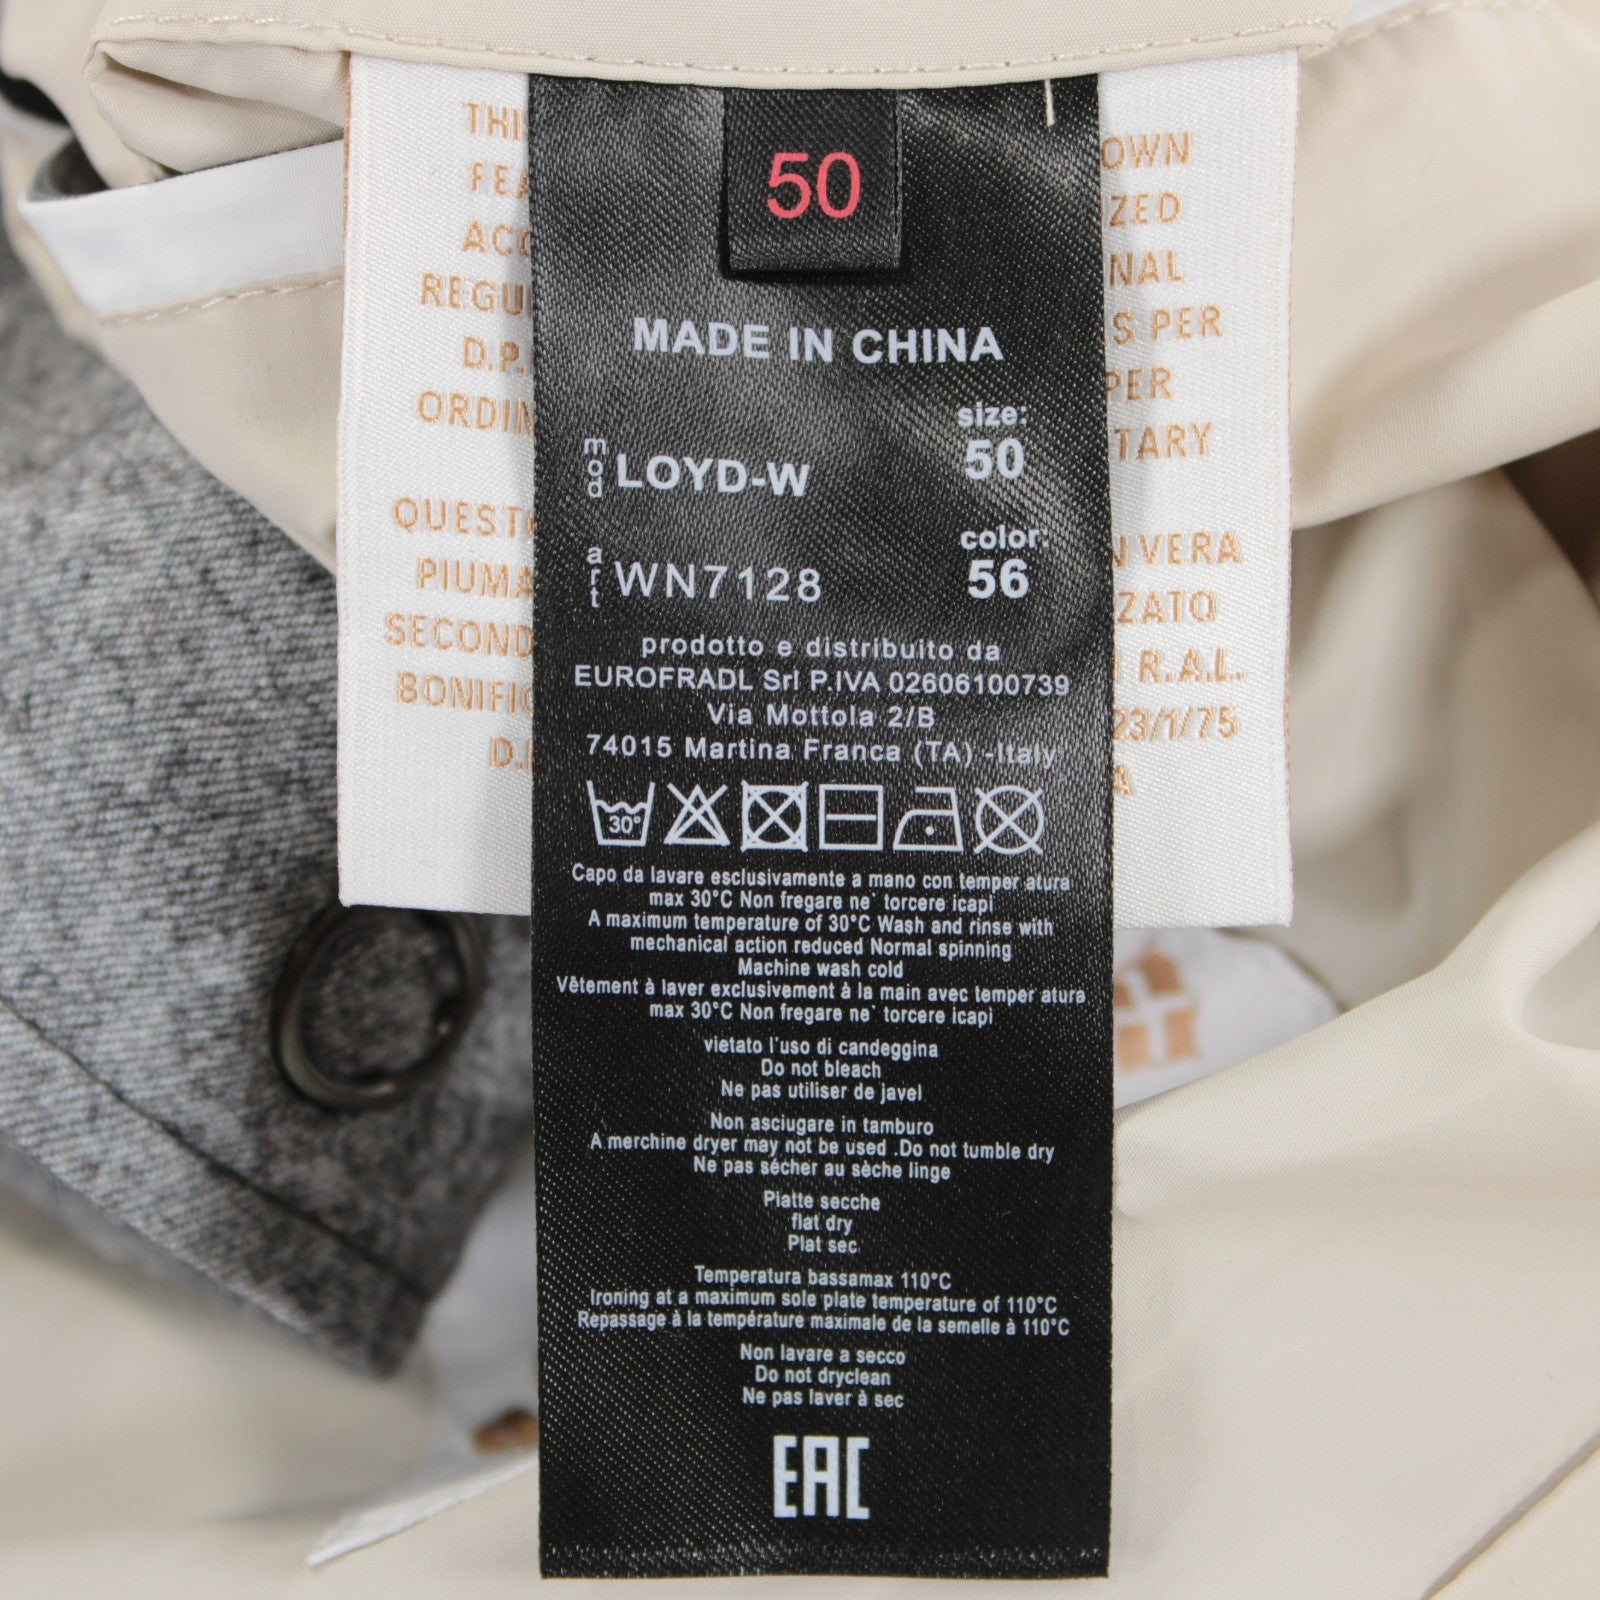 50
MADE IN CHINA
size:
50
mod LOYD-W
color:
56
art WN7128
prodotto e distribuito da
EUROFRADL Srl P.IVA 02606100739
Via Mottola 2/B
74015 Martina Franca (TA) -Italy
30°
Capo da lavare esclusivamente a mano con temper atura
max 30°C Non fregare ne` torcere icapi
A maximum temperature of 30°C Wash and rinse with
mechanical action reduced Normal spinning
Machine wash cold
Vêtement à laver exclusivement à la main avec temper atura
max 30°C Non fregare ne` torcere icapi
vietato l'uso di candeggina
Do not bleach
Ne pas utiliser de javel
Non asciugare in tamburo
A merchine dryer may not be used .Do not tumble dry
Ne pas sécher au sèche linge
Piatte secche
flat dry
Plat sec
Temperatura bassamax 110°C
Ironing at a maximum sole plate temperature of 110°C
Repassage à la température maximale de la semelle à 110°C
Non lavare a secco
Do not dryclean
Ne pas laver à sec
EAC
THI
FEA
ACC
REGU
D.P.
ORDIN
QUESTO
PIUMA
SECOND
BONIFIC
D.
OWN
IZED
NAL
S PER
PER
TARY
N VERA
ZZATO
I R.A.L.
23/1/75
A